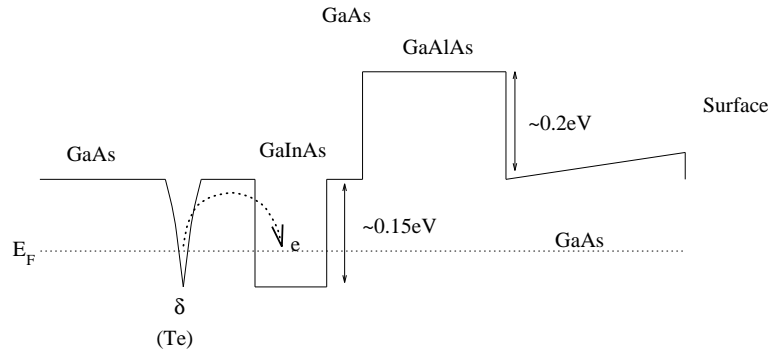 GaAs
GaAlAs
Surface
~0.2eV
GaAs
GaInAs
~0.15eV
E_F
e
GaAs
δ
(Te)